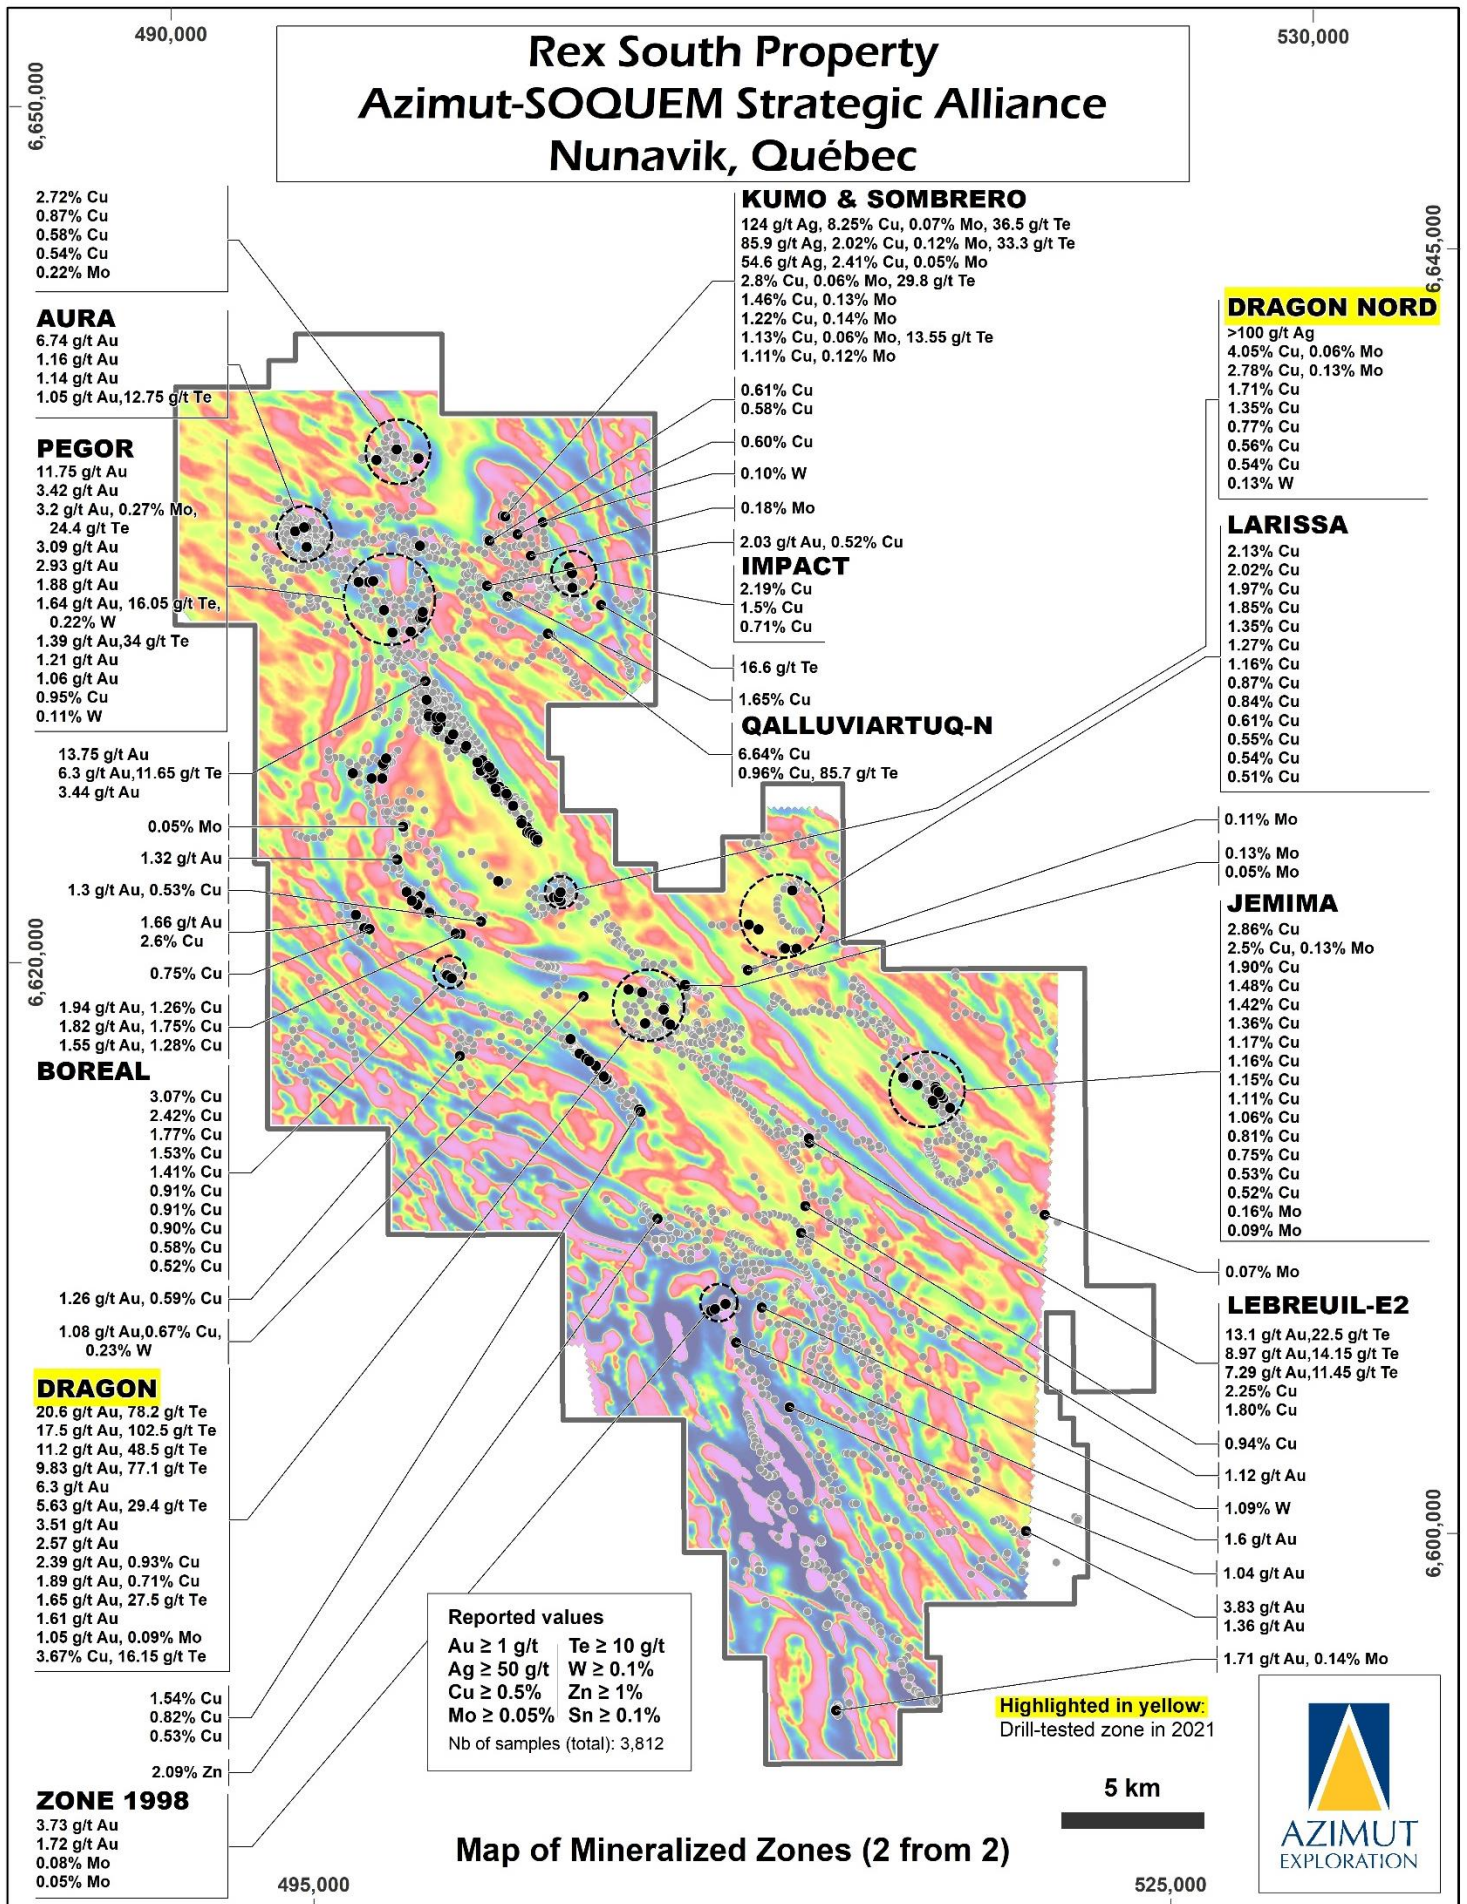 490,000
530,000
Rex South Property
Azimut-SOQUEM Strategic Alliance
Nunavik, Québec
6,650,000
6,645,000
6,620,000
6,600,000
2.72% Cu
0.87% Cu
0.58% Cu
0.54% Cu
0.22% Mo
AURA
6.74 g/t Au
1.16 g/t Au
1.14 g/t Au
1.05 g/t Au,12.75 g/t Te
PEGOR
11.75 g/t Au
3.42 g/t Au
3.2 g/t Au, 0.27% Mo,
24.4 g/t Te
3.09 g/t Au
2.93 g/t Au
1.88 g/t Au
1.64 g/t Au, 16.05 g/t Te,
0.22% W
1.39 g/t Au,34 g/t Te
1.21 g/t Au
1.06 g/t Au
0.95% Cu
0.11% W
13.75 g/t Au
6.3 g/t Au,11.65 g/t Te
3.44 g/t Au
0.05% Mo
1.32 g/t Au
1.3 g/t Au, 0.53% Cu
1.66 g/t Au
2.6% Cu
0.75% Cu
1.94 g/t Au, 1.26% Cu
1.82 g/t Au, 1.75% Cu
1.55 g/t Au, 1.28% Cu
BOREAL
3.07% Cu
2.42% Cu
1.77% Cu
1.53% Cu
1.41% Cu
0.91% Cu
0.91% Cu
0.90% Cu
0.58% Cu
0.52% Cu
1.26 g/t Au, 0.59% Cu
1.08 g/t Au,0.67% Cu,
0.23% W
DRAGON
20.6 g/t Au, 78.2 g/t Te
17.5 g/t Au, 102.5 g/t Te
11.2 g/t Au, 48.5 g/t Te
9.83 g/t Au, 77.1 g/t Te
6.3 g/t Au
5.63 g/t Au, 29.4 g/t Te
3.51 g/t Au
2.57 g/t Au
2.39 g/t Au, 0.93% Cu
1.89 g/t Au, 0.71% Cu
1.65 g/t Au, 27.5 g/t Te
1.61 g/t Au
1.05 g/t Au, 0.09% Mo
3.67% Cu, 16.15 g/t Te
1.54% Cu
0.82% Cu
0.53% Cu
2.09% Zn
ZONE 1998
3.73 g/t Au
1.72 g/t Au
0.08% Mo
0.05% Mo
KUMO & SOMBRERO
124 g/t Ag, 8.25% Cu, 0.07% Mo, 36.5 g/t Te
85.9 g/t Ag, 2.02% Cu, 0.12% Mo, 33.3 g/t Te
54.6 g/t Ag, 2.41% Cu, 0.05% Mo
2.8% Cu, 0.06% Mo, 29.8 g/t Te
1.46% Cu, 0.13% Mo
1.22% Cu, 0.14% Mo
1.13% Cu, 0.06% Mo, 13.55 g/t Te
1.11% Cu, 0.12% Mo
0.61% Cu
0.58% Cu
0.60% Cu
0.10% W
0.18% Mo
2.03 g/t Au, 0.52% Cu
IMPACT
2.19% Cu
1.5% Cu
0.71% Cu
16.6 g/t Te
1.65% Cu
QALLUVIARTUQ-N
6.64% Cu
0.96% Cu, 85.7 g/t Te
DRAGON NORD
>100 g/t Ag
4.05% Cu, 0.06% Mo
2.78% Cu, 0.13% Mo
1.71% Cu
1.35% Cu
0.77% Cu
0.56% Cu
0.54% Cu
0.13% W
LARISSA
2.13% Cu
2.02% Cu
1.97% Cu
1.85% Cu
1.35% Cu
1.27% Cu
1.16% Cu
0.87% Cu
0.84% Cu
0.61% Cu
0.55% Cu
0.54% Cu
0.51% Cu
0.11% Mo
0.13% Mo
0.05% Mo
JEMIMA
2.86% Cu
2.5% Cu, 0.13% Mo
1.90% Cu
1.48% Cu
1.42% Cu
1.36% Cu
1.17% Cu
1.16% Cu
1.15% Cu
1.11% Cu
1.06% Cu
0.81% Cu
0.75% Cu
0.53% Cu
0.52% Cu
0.16% Mo
0.09% Mo
0.07% Mo
LEBREUIL-E2
13.1 g/t Au,22.5 g/t Te
8.97 g/t Au,14.15 g/t Te
7.29 g/t Au,11.45 g/t Te
2.25% Cu
1.80% Cu
0.94% Cu
1.12 g/t Au
1.09% W
1.6 g/t Au
1.04 g/t Au
3.83 g/t Au
1.36 g/t Au
1.71 g/t Au, 0.14% Mo
Reported values
Au ≥ 1 g/t Te ≥ 10 g/t
Ag ≥ 50 g/t W ≥ 0.1%
Cu ≥ 0.5% Zn ≥ 1%
Mo ≥ 0.05% Sn ≥ 0.1%
Nb of samples (total): 3,812
Highlighted in yellow:
Drill-tested zone in 2021
5 km
Map of Mineralized Zones (2 from 2)
AZIMUT
EXPLORATION
495,000
525,000